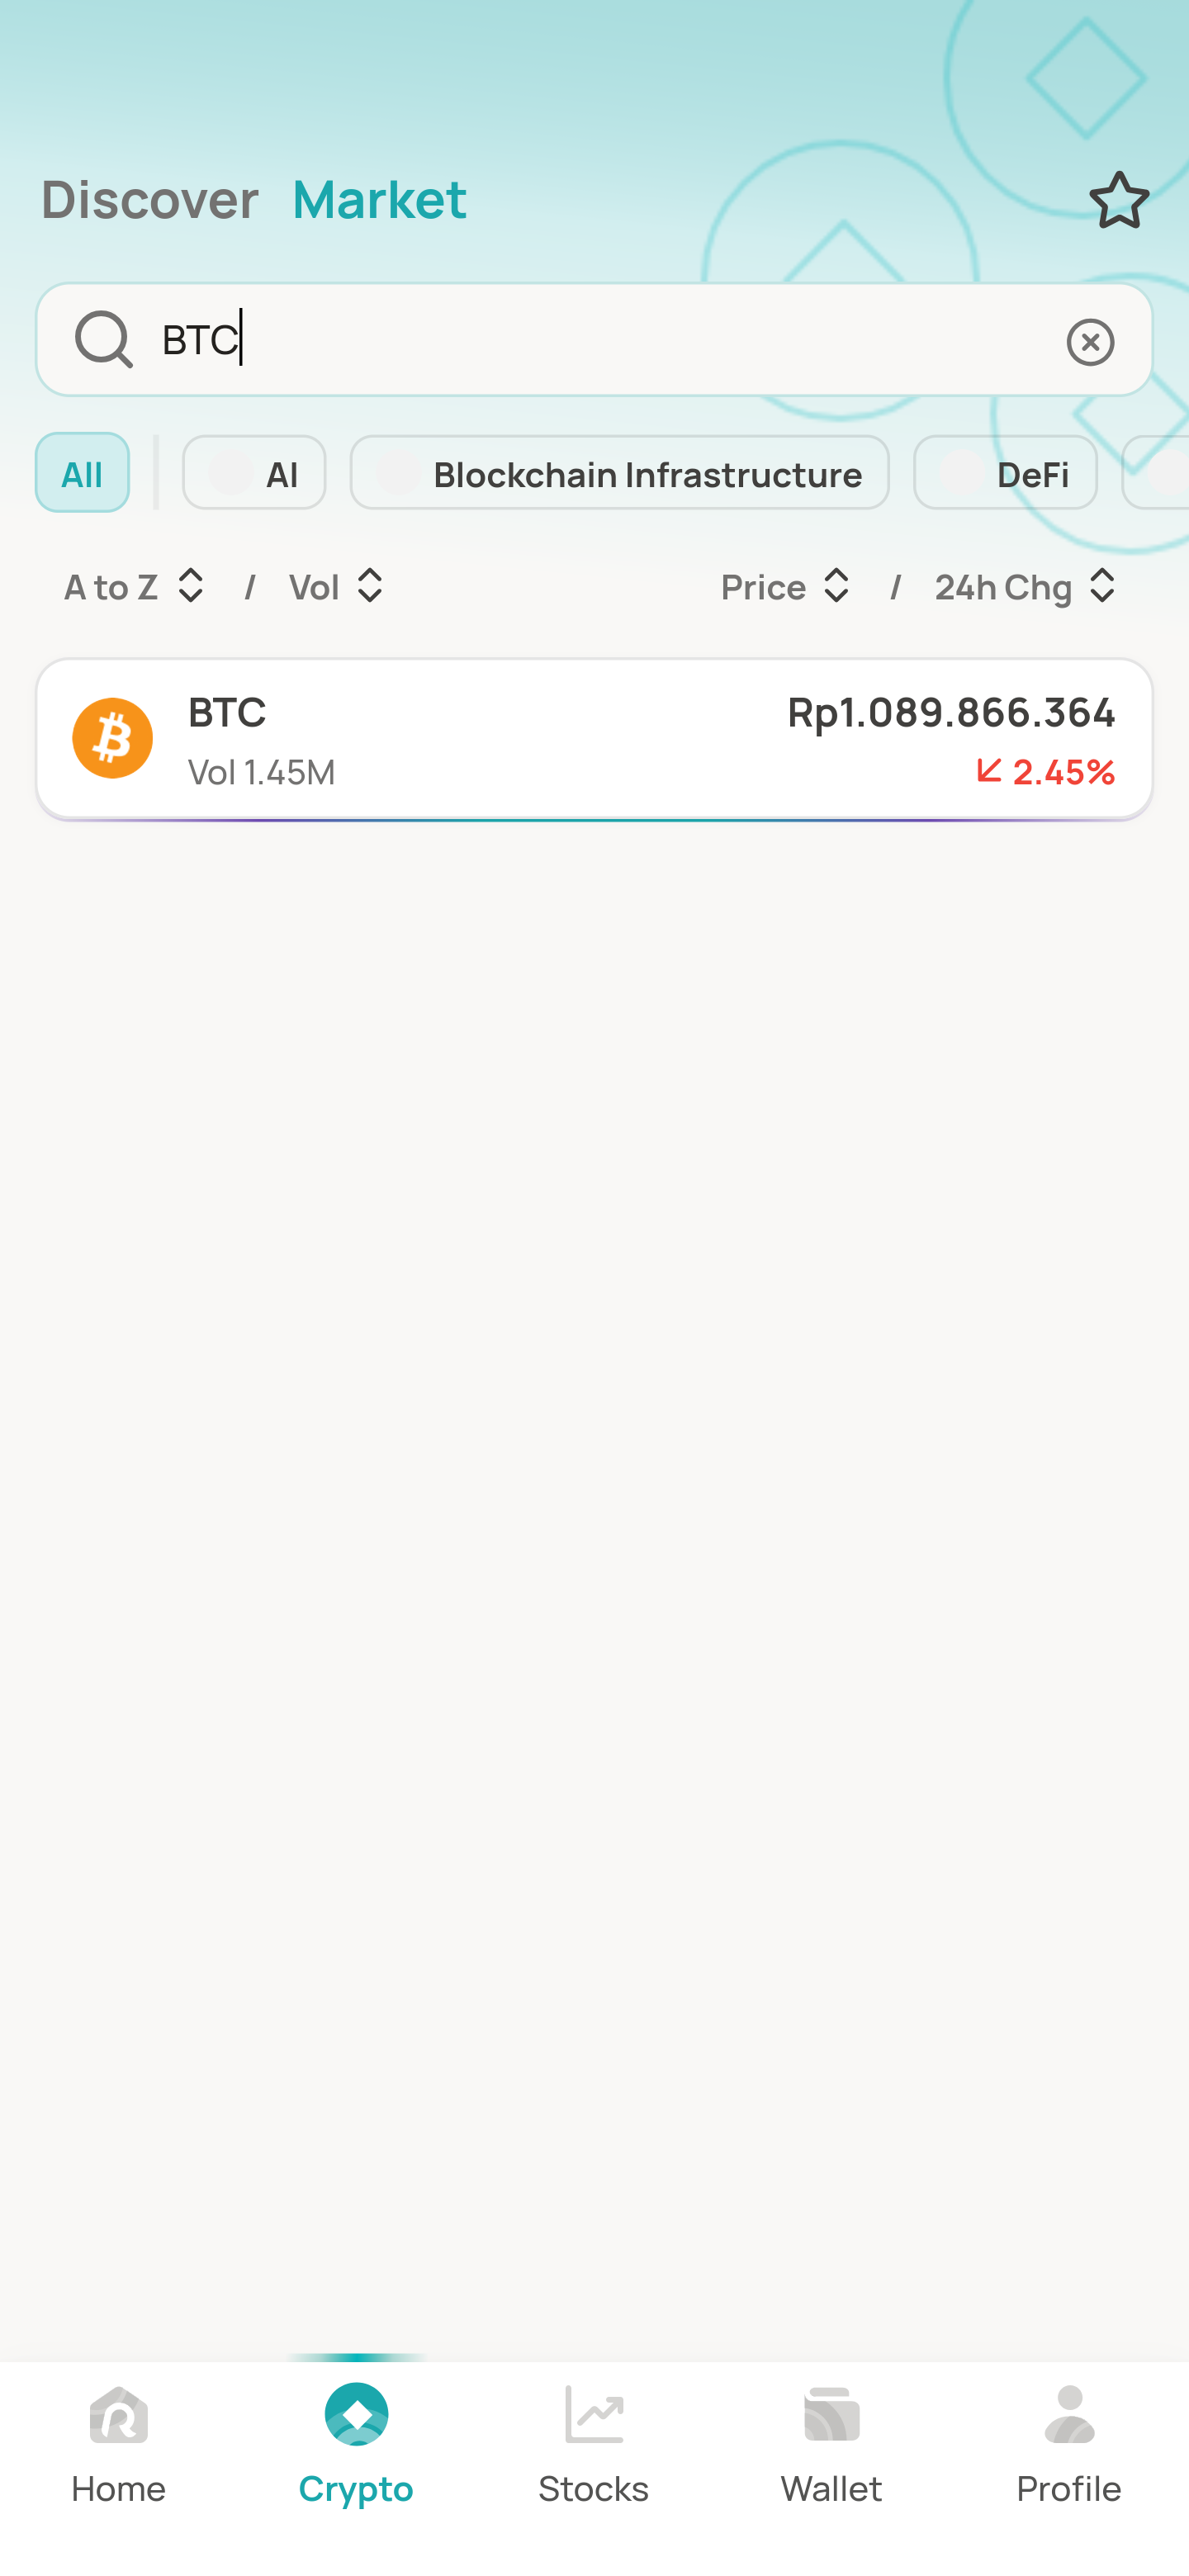 Discover Market
BTC
All AI Blockchain Infrastructure DeFi
A to Z / Vol Price / 24h Chg
BTC Rp1.089.866.364
Vol 1.45M 2.45%
Home Crypto Stocks Wallet Profile